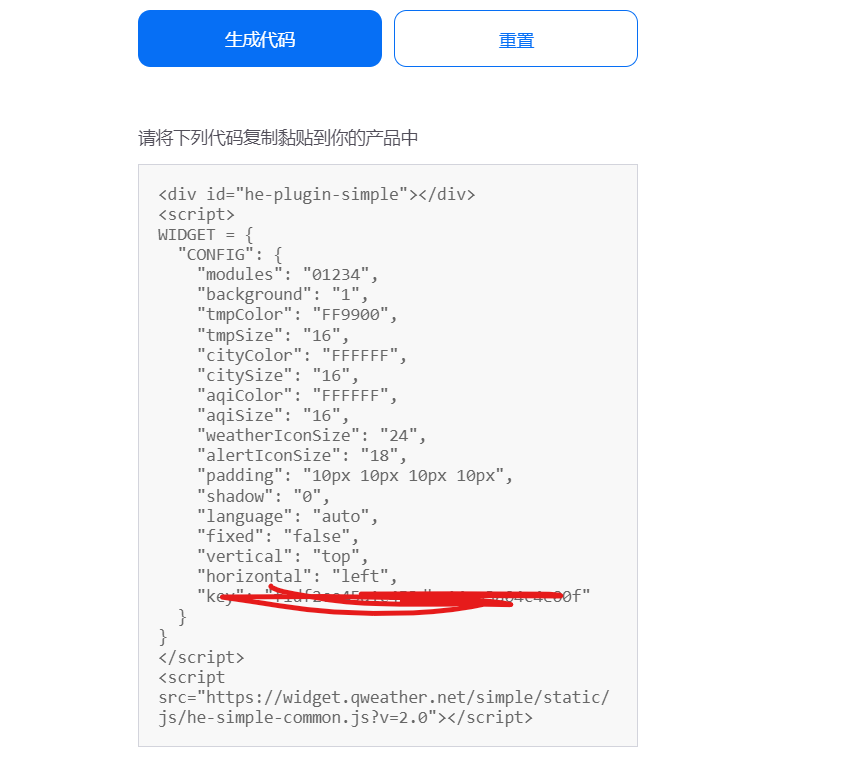 生成代码
重置
请将下列代码复制黏贴到你的产品中
<div id="he-plugin-simple"></div>
<script>
WIDGET = {
"CONFIG": {
"modules": "01234",
"background": "1",
"tmpColor": "FF9900",
"tmpSize": "16",
"cityColor": "FFFFFF",
"citySize": "16",
"aqiColor": "FFFFFF",
"aqiSize": "16",
"weatherIconSize": "24",
"alertIconSize": "18",
"padding": "10px 10px 10px 10px",
"shadow": "0",
"language": "auto",
"fixed": "false",
"vertical": "top",
"horizontal": "left",
"key":
}
}
</script>
<script
src="https://widget.qweather.net/simple/static/
js/he-simple-common.js?v=2.0"></script>